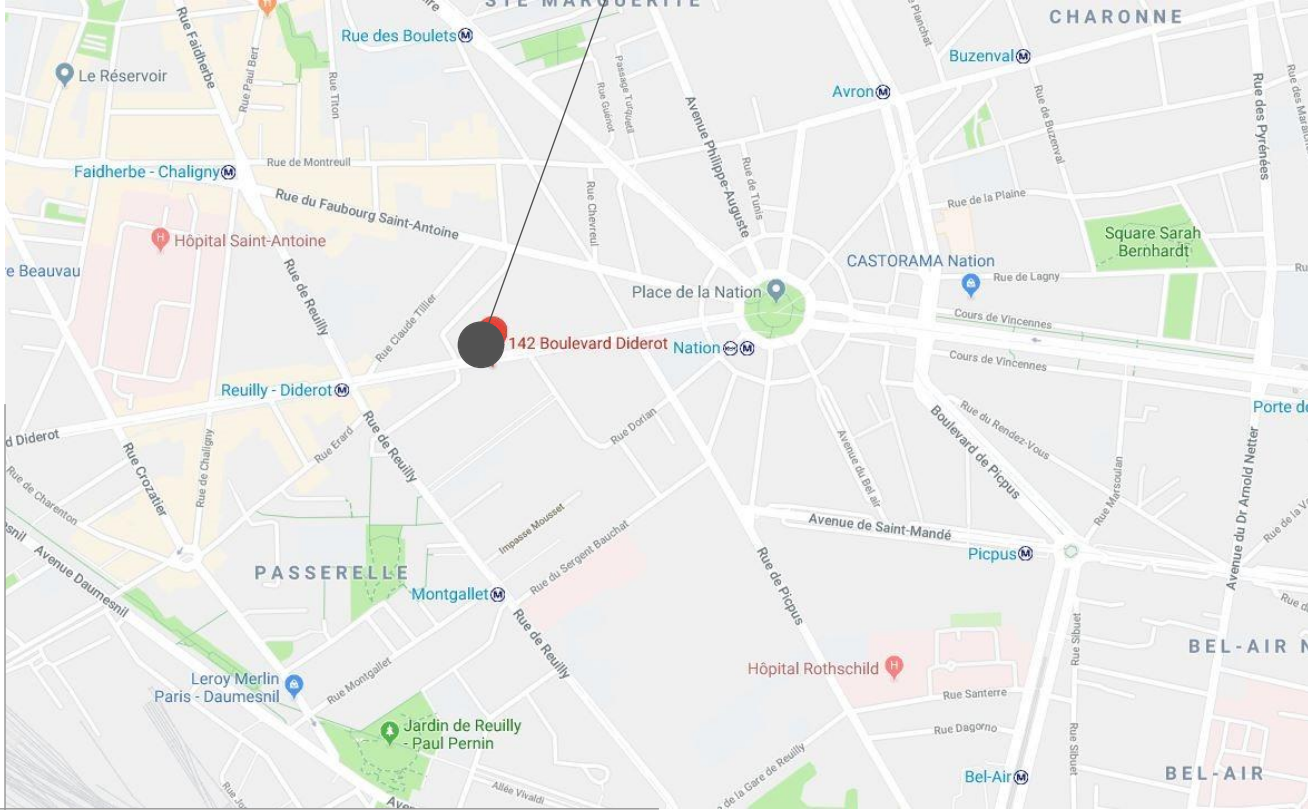 STE MARGUERITE
CHARONNE
Rue des Boulets
Buzenval
Rue Faidherbe
Le Réservoir
Rue Paul Bert
Rue Titon
Passage Turquetil
Rue Guénot
Avron
Rue de Buzenval
Rue des Pyrénées
Avenue Philippe-Auguste
Rue de Montreuil
Faidherbe - Chaligny
Rue de Tunis
Rue du Faubourg Saint-Antoine
Rue Chevreul
Rue de la Plaine
Hôpital Saint-Antoine
Square Sarah
Bernhardt
CASTORAMA Nation
e Beauvau
Rue de Reuilly
Rue de Lagny
Place de la Nation
Rue Claude Tillier
Cours de Vincennes
142 Boulevard Diderot
Nation
Cours de Vincennes
Reuilly - Diderot
Porte d
d Diderot
Rue de Reuilly
Rue Dorian
Boulevard de Picpus
Rue du Rendez-Vous
Rue Erard
Rue Crozatier
Rue de Chaligny
Avenue du Bel air
Rue Marsoulan
Avenue du Dr Arnold Netter
Rue de Charenton
Impasse Mousset
Avenue de Saint-Mandé
Rue de la V
snil
Avenue Daumesnil
Rue du Sergent Bauchat
Picpus
PASSERELLE
Montgallet
Rue de Picpus
Rue de Reuilly
Rue Sibuet
BEL-AIR N
Hôpital Rothschild
Leroy Merlin
Paris - Daumesnil
Rue Montgallet
Rue Santerre
Jardin de Reuilly
- Paul Pernin
Rue Dagorno
Rue Sibuet
de la Gare de Reuilly
Bel-Air
BEL-AIR
Allée Vivaldi